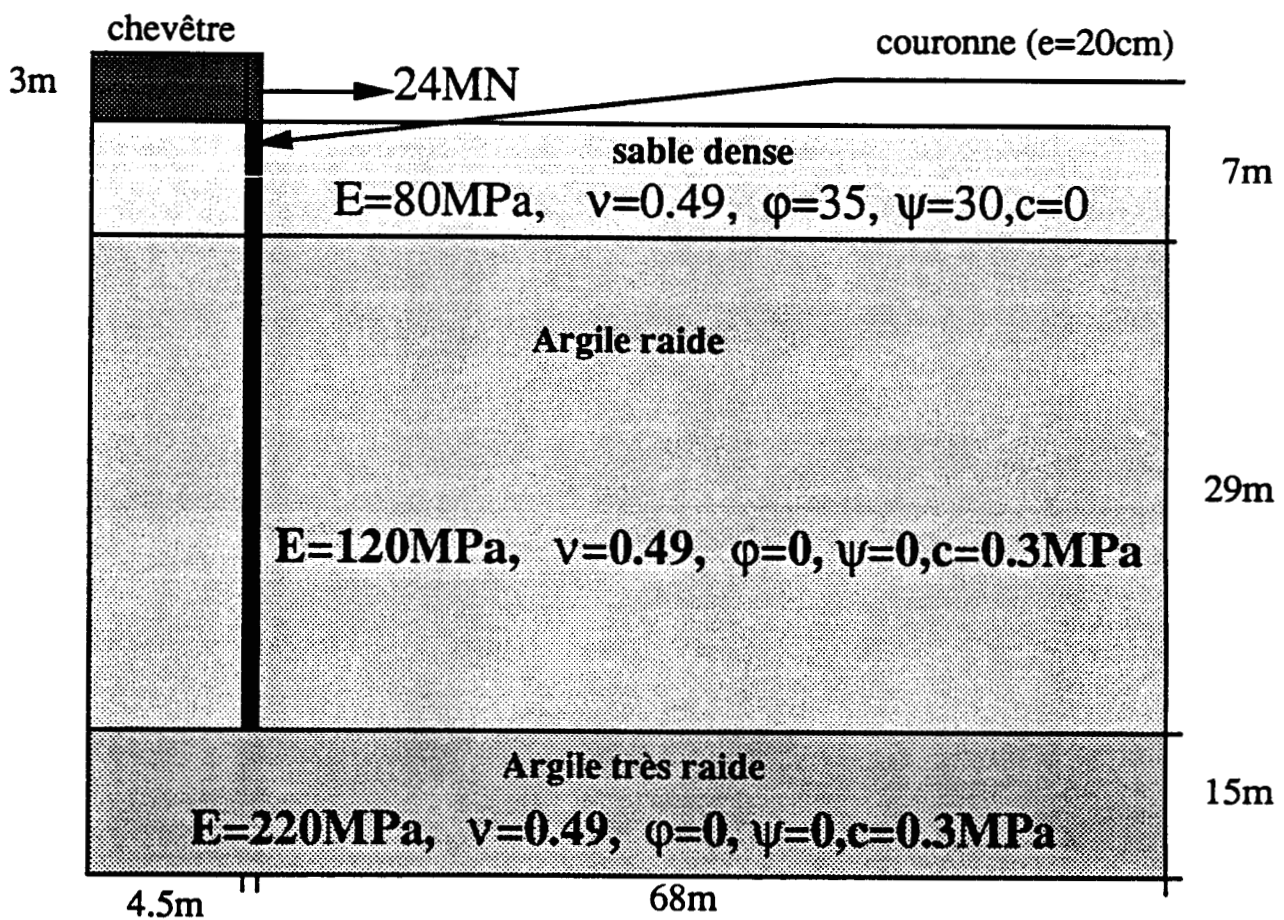 chevêtre
couronne (e=20cm)
3m
24MN
sable dense
7m
E=80MPa, ν=0.49, φ=35, ψ=30,c=0
Argile raide
29m
E=120MPa, ν=0.49, φ=0, ψ=0,c=0.3MPa
Argile très raide
15m
E=220MPa, ν=0.49, φ=0, ψ=0,c=0.3MPa
4.5m
68m